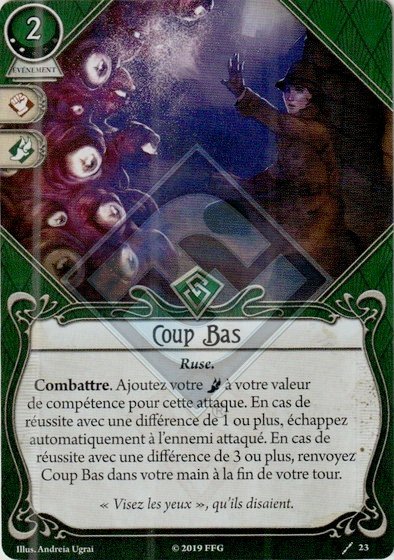 2
ÉVÉNEMENT
Coup Bas
Ruse.
Combattre. Ajoutez votre à votre valeur
de compétence pour cette attaque. En cas de
réussite avec une différence de 1 ou plus, échappez
automatiquement à l'ennemi attaqué. En cas de
réussite avec une différence de 3 ou plus, renvoyez
Coup Bas dans votre main à la fin de votre tour.
« Visez les yeux », qu'ils disaient.
Illus. Andreia Ugrai © 2019 FFG 23